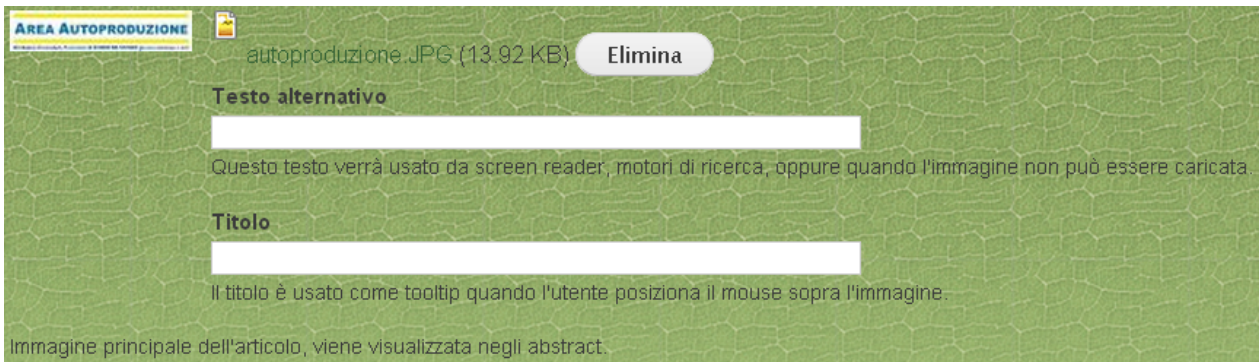 AREA AUTOPRODUZIONE
autoproduzione.JPG (13.92 KB) Elimina
Testo alternativo
Questo testo verrà usato da screen reader, motori di ricerca, oppure quando l'immagine non può essere caricata.
Titolo
Il titolo è usato come tooltip quando l'utente posiziona il mouse sopra l'immagine.
Immagine principale dell'articolo, viene visualizzata negli abstract.